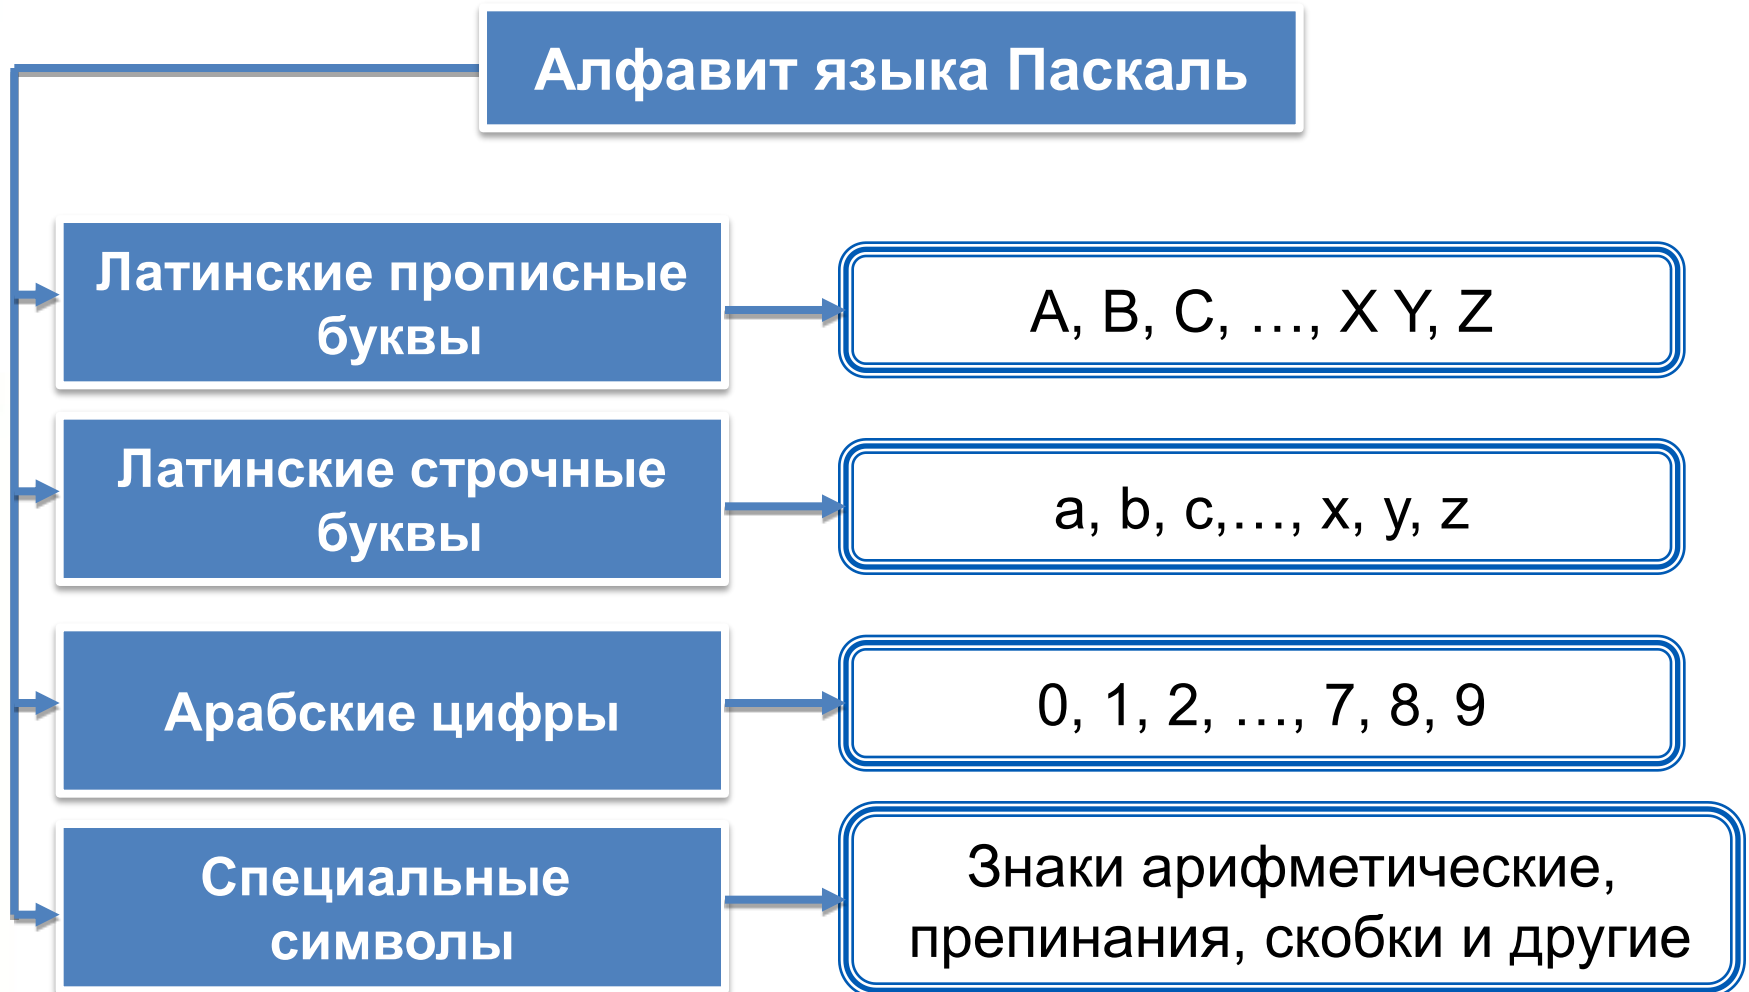 Алфавит языка Паскаль
Латинские прописные
буквы
A, B, C, …, X Y, Z
Латинские строчные
буквы
a, b, c,…, x, y, z
Арабские цифры
0, 1, 2, …, 7, 8, 9
Специальные
символы
Знаки арифметические,
препинания, скобки и другие